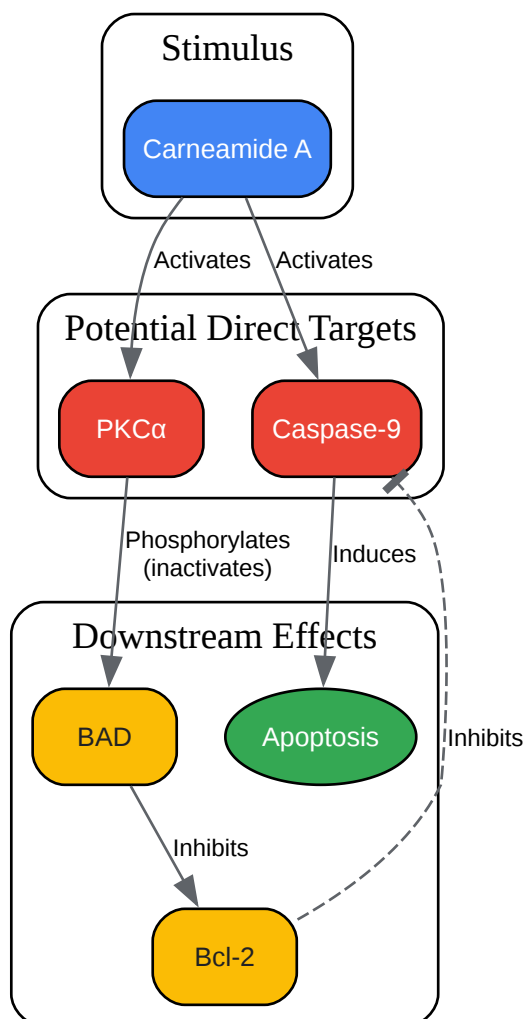 Stimulus
Carneamide A
Activates
Activates
Potential Direct Targets
PKCα
Caspase-9
Phosphorylates
(inactivates)
Induces
Downstream Effects
BAD
Apoptosis
Inhibits
Inhibits
Bcl-2